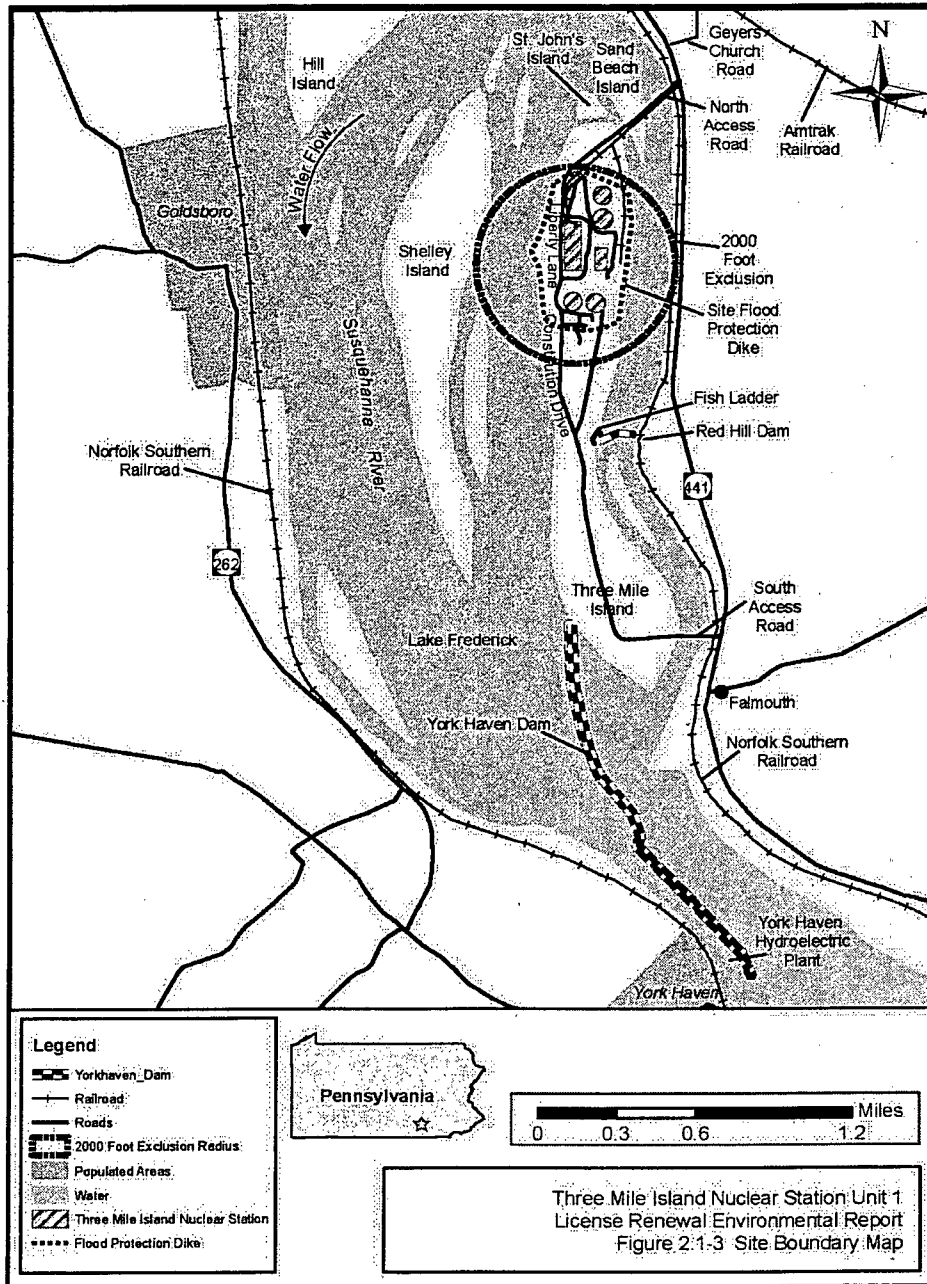 Geyers
Church
Road
N
St. John's
Island
Sand
Beach
Island
Hill
Island
North
Access
Road
Amtrak
Railroad
Water Flow
Goldsboro
Shelley
Island
Liberty Lane
2000
Foot
Exclusion
Site Flood
Protection
Dike
Susquehanna
River
Constitution Drive
Fish Ladder
Red Hill Dam
Norfolk Southern
Railroad
441
262
Three Mile
Island
South
Access
Road
Lake Frederick
Falmouth
York Haven Dam
Norfolk Southern
Railroad
York Haven
Hydroelectric
Plant
York Haven
Legend
Yorkhaven_Dam
Railroad
Roads
2000 Foot Exclusion Radius
Populated Areas
Water
Three Mile Island Nuclear Station
Flood Protection Dike
Pennsylvania
Miles
0 0.3 0.6 1.2
Three Mile Island Nuclear Station Unit 1
License Renewal Environmental Report
Figure 2.1-3 Site Boundary Map